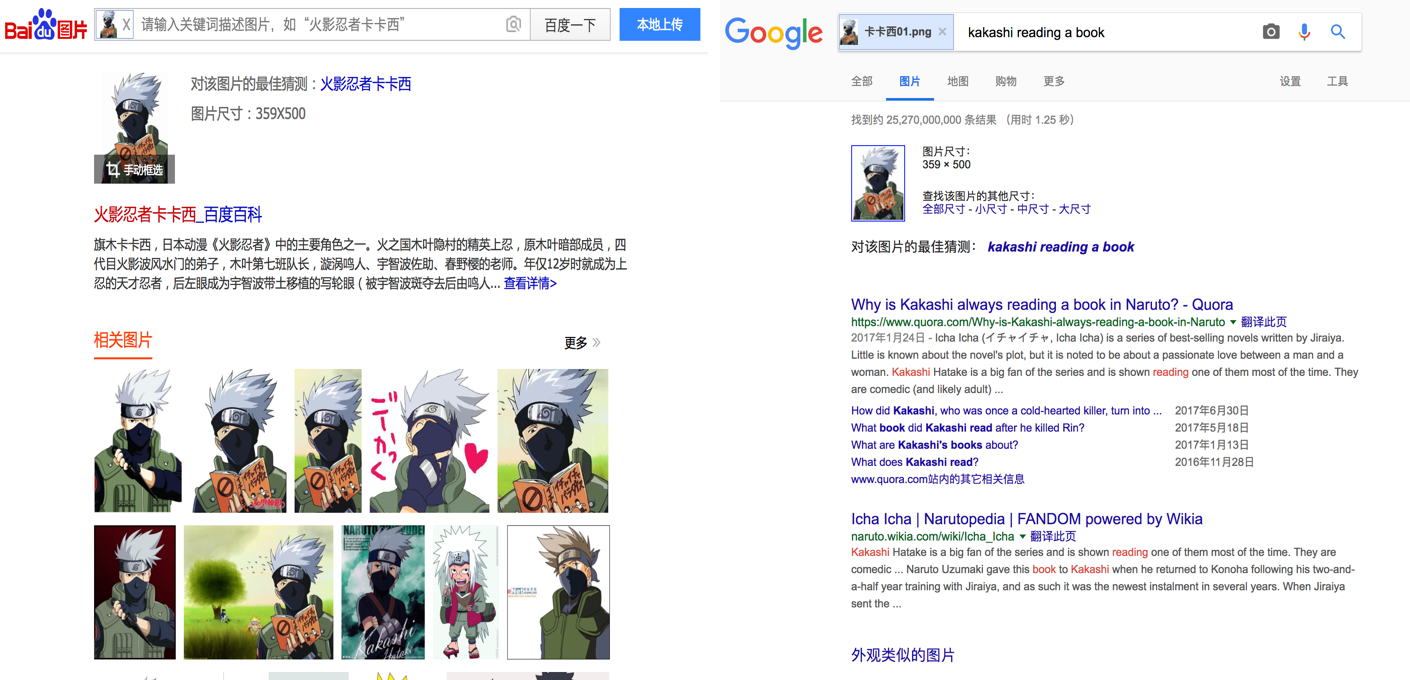 Bai du 图片
请输入关键词描述图片，如“火影忍者卡卡西”
百度一下
本地上传
对该图片的最佳猜测：火影忍者卡卡西
图片尺寸：359X500
手动框选
火影忍者卡卡西_百度百科
旗木卡卡西，日本动漫《火影忍者》中的主要角色之一。火之国木叶隐村的精英上忍，原木叶暗部成员，四
代目火影波风水门的弟子，木叶第七班队长，漩涡鸣人、宇智波佐助、春野樱的老师。年仅12岁时就成为上
忍的天才忍者，后左眼成为宇智波带土移植的写轮眼（被宇智波斑夺去后由鸣人... 查看详情>
相关图片
更多
Google
卡卡西01.png
kakashi reading a book
全部
图片
地图
购物
更多
设置
工具
找到约 25,270,000,000 条结果 （用时 1.25 秒）
图片尺寸：
359 × 500
查找该图片的其他尺寸：
全部尺寸 - 小尺寸 - 中尺寸 - 大尺寸
对该图片的最佳猜测： kakashi reading a book
Why is Kakashi always reading a book in Naruto? - Quora
https://www.quora.com/Why-is-Kakashi-always-reading-a-book-in-Naruto 翻译此页
2017年1月24日 - Icha Icha (イチャイチャ, Icha Icha) is a series of best-selling novels written by Jiraiya.
Little is known about the novel's plot, but it is noted to be about a passionate love between a man and a
woman. Kakashi Hatake is a big fan of the series and is shown reading one of them most of the time. They
are comedic (and likely adult) ...
How did Kakashi, who was once a cold-hearted killer, turn into ... 2017年6月30日
What book did Kakashi read after he killed Rin? 2017年5月18日
What are Kakashi's books about? 2017年1月13日
What does Kakashi read? 2016年11月28日
www.quora.com站内的其它相关信息
Icha Icha | Narutopedia | FANDOM powered by Wikia
naruto.wikia.com/wiki/Icha_Icha 翻译此页
Kakashi Hatake is a big fan of the series and is shown reading one of them most of the time. They are
comedic ... Naruto Uzumaki gave this book to Kakashi when he returned to Konoha following his two-and-
a-half year training with Jiraiya, and as such it was the newest instalment in several years. When Jiraiya
sent the ...
外观类似的图片